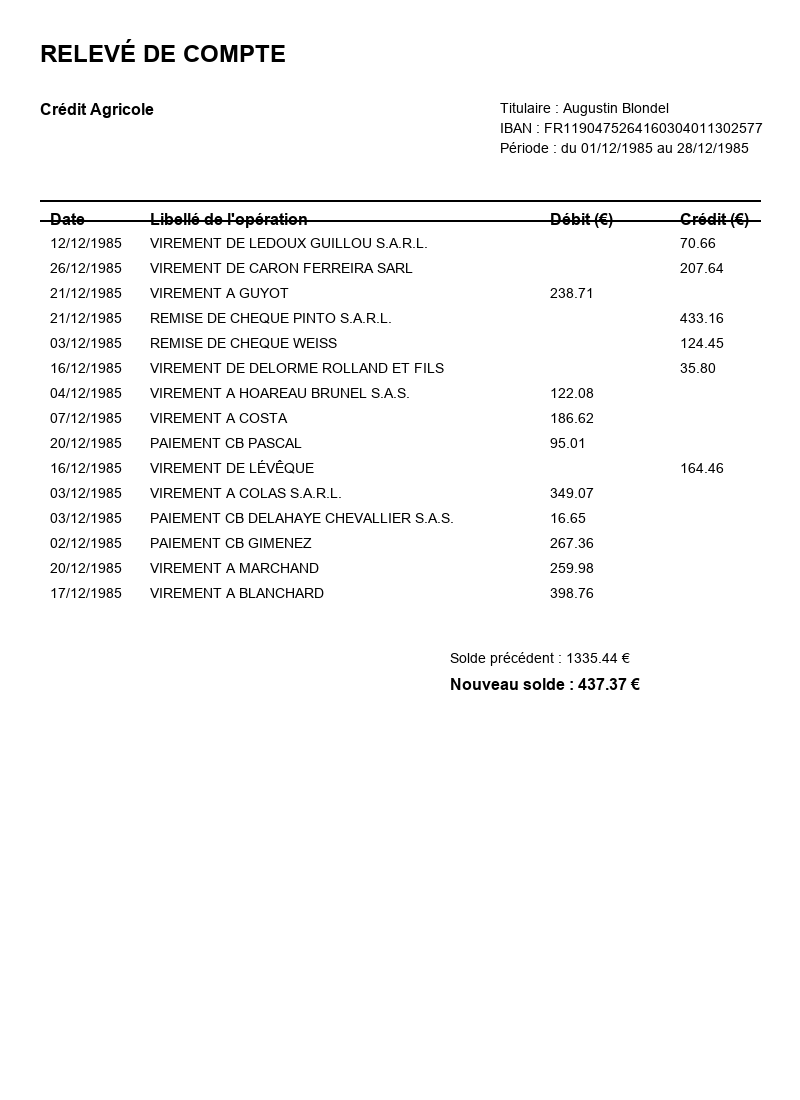 RELEVÉ DE COMPTE
Crédit Agricole
Titulaire : Augustin Blondel
IBAN : FR1190475264160304011302577
Période : du 01/12/1985 au 28/12/1985
Date Libellé de l'opération Débit (€) Crédit (€)
12/12/1985 VIREMENT DE LEDOUX GUILLOU S.A.R.L. 70.66
26/12/1985 VIREMENT DE CARON FERREIRA SARL 207.64
21/12/1985 VIREMENT A GUYOT 238.71
21/12/1985 REMISE DE CHEQUE PINTO S.A.R.L. 433.16
03/12/1985 REMISE DE CHEQUE WEISS 124.45
16/12/1985 VIREMENT DE DELORME ROLLAND ET FILS 35.80
04/12/1985 VIREMENT A HOAREAU BRUNEL S.A.S. 122.08
07/12/1985 VIREMENT A COSTA 186.62
20/12/1985 PAIEMENT CB PASCAL 95.01
16/12/1985 VIREMENT DE LÉVÊQUE 164.46
03/12/1985 VIREMENT A COLAS S.A.R.L. 349.07
03/12/1985 PAIEMENT CB DELAHAYE CHEVALLIER S.A.S. 16.65
02/12/1985 PAIEMENT CB GIMENEZ 267.36
20/12/1985 VIREMENT A MARCHAND 259.98
17/12/1985 VIREMENT A BLANCHARD 398.76
Solde précédent : 1335.44 €
Nouveau solde : 437.37 €